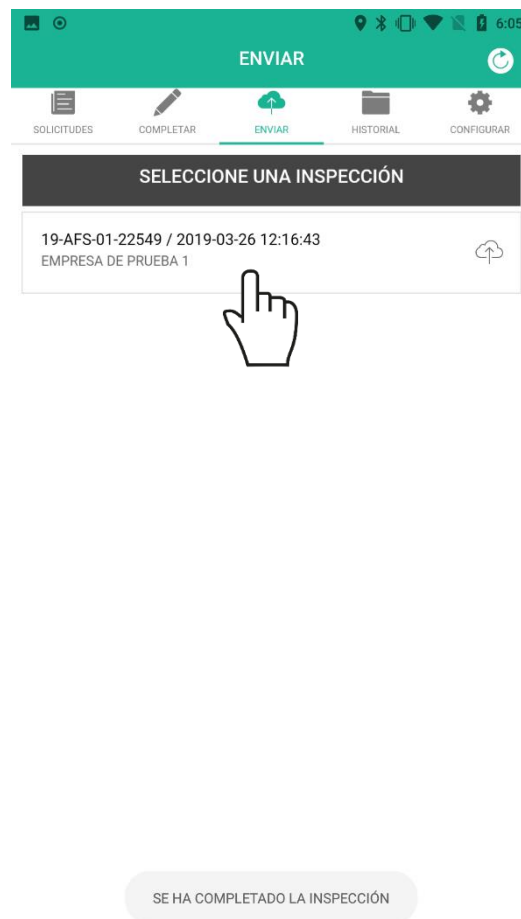 6:05
ENVIAR
SOLICITUDES COMPLETAR ENVIAR HISTORIAL CONFIGURAR
SELECCIONE UNA INSPECCIÓN
19-AFS-01-22549 / 2019-03-26 12:16:43
EMPRESA DE PRUEBA 1
SE HA COMPLETADO LA INSPECCIÓN